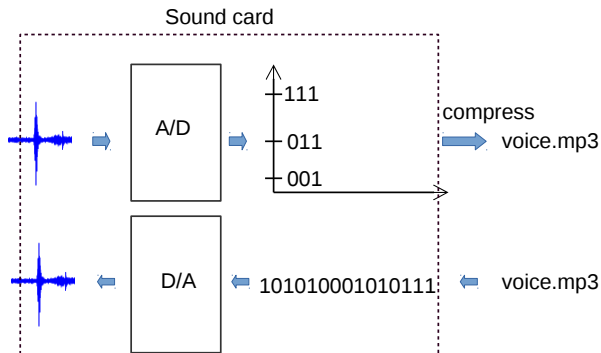 Sound card
111
compress
A/D
011
voice.mp3
001
D/A
101010001010111
voice.mp3